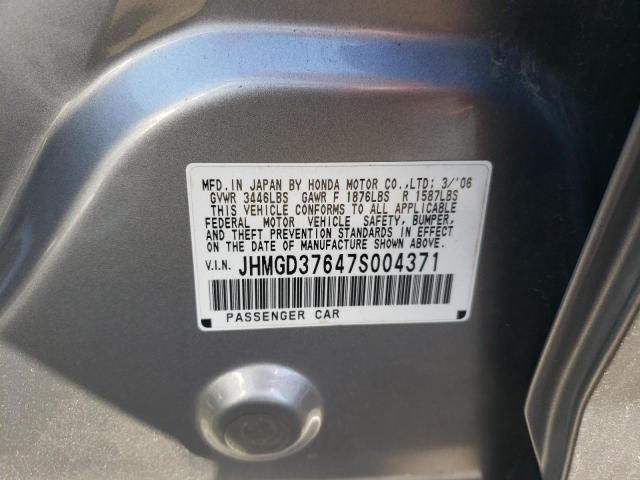 MFD. IN JAPAN BY HONDA MOTOR CO.,LTD: 3/'06
GVWR 3446LBS GAWR F 1876LBS R 1587LBS
THIS VEHICLE CONFORMS TO ALL APPLICABLE
FEDERAL MOTOR VEHICLE SAFETY, BUMPER,
AND THEFT PREVENTION STANDARDS IN EFFECT
ON THE DATE OF MANUFACTURE SHOWN ABOVE.
V.I.N. JHMGD37647S004371
PASSENGER CAR